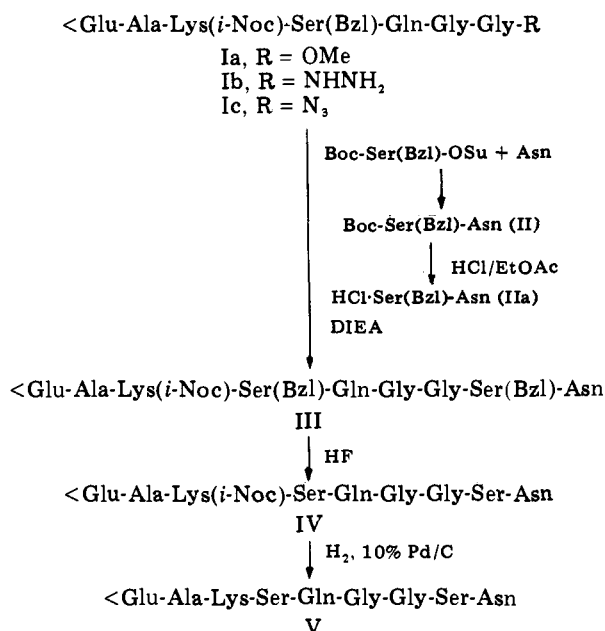 <Glu-Ala-Lys(i-Noc)-Ser(Bzl)-Gln-Gly-Gly-R
Ia, R = OMe
Ib, R = NHNH₂
Ic, R = N₃
Boc-Ser(Bzl)-OSu + Asn
Boc-Ser(Bzl)-Asn (II)
HCl/EtOAc
HCl·Ser(Bzl)-Asn (IIa)
DIEA
<Glu-Ala-Lys(i-Noc)-Ser(Bzl)-Gln-Gly-Gly-Ser(Bzl)-Asn
III
HF
<Glu-Ala-Lys(i-Noc)-Ser-Gln-Gly-Gly-Ser-Asn
IV
H₂, 10% Pd/C
<Glu-Ala-Lys-Ser-Gln-Gly-Gly-Ser-Asn
V